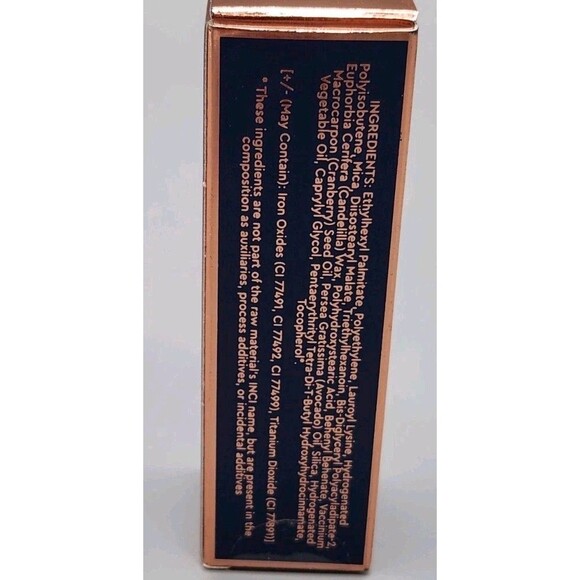 INGREDIENTS: Ethylhexyl Palmitate, Polyethylene, Lauroyl Lysine, Hydrogenated
Polyisobutene, Mica, Diisostearyl Malate, Triethylhexanoin, Bis-Diglyceryl Polyacyladipate-2,
Euphorbia Cerifera (Candelilla) Wax, Polyhydroxystearic Acid, Behenyl Behenate, Vaccinium
Macrocarpon (Cranberry) Seed Oil, Persea Gratissima (Avocado) Oil, Silica, Hydrogenated
Vegetable Oil, Caprylyl Glycol, Pentaerythrityl Tetra-Di-T-Butyl Hydroxyhydrocinnamate,
Tocopherol*.
[+/- (May Contain): Iron Oxides (CI 77491, CI 77492, CI 77499), Titanium Dioxide (CI 77891)]
*These ingredients are not part of the raw material's INCI name, but are present in the
composition as auxiliaries, process additives, or incidental additives